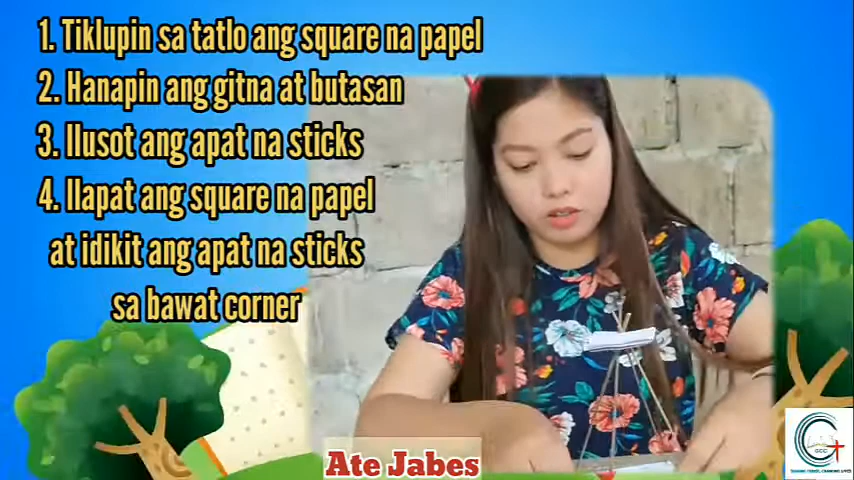 1. Tiklupin sa tatlo ang square na papel
2. Hanapin ang gitna at butasan
3. Ilusot ang apat na sticks
4. Ilapat ang square na papel
at idikit ang apat na sticks
sa bawat corner
Ate Jabes
GCC